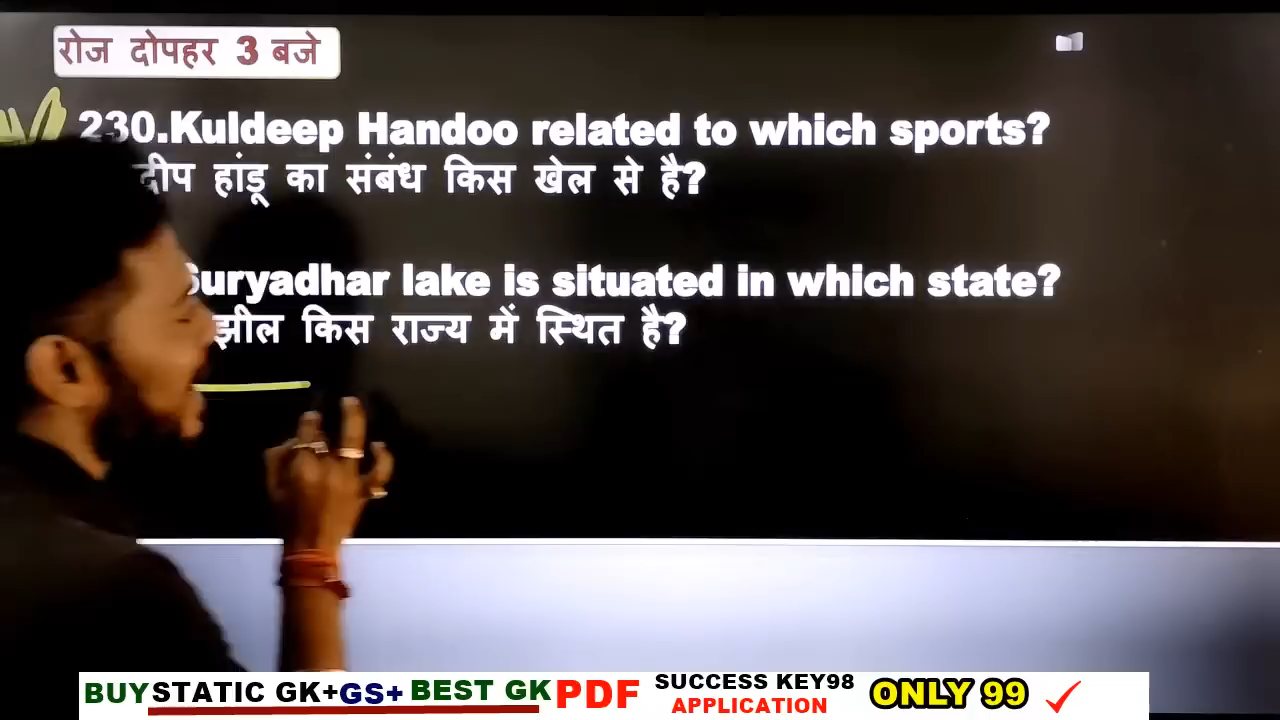 रोज दोपहर 3 बजे
230.Kuldeep Handoo related to which sports?
हांडू का संबंध किस खेल से है?
Suryadhar lake is situated in which state?
झील किस राज्य में स्थित है?
BUY STATIC GK+GS+ BEST GK PDF
SUCCESS KEY98
APPLICATION
ONLY 99